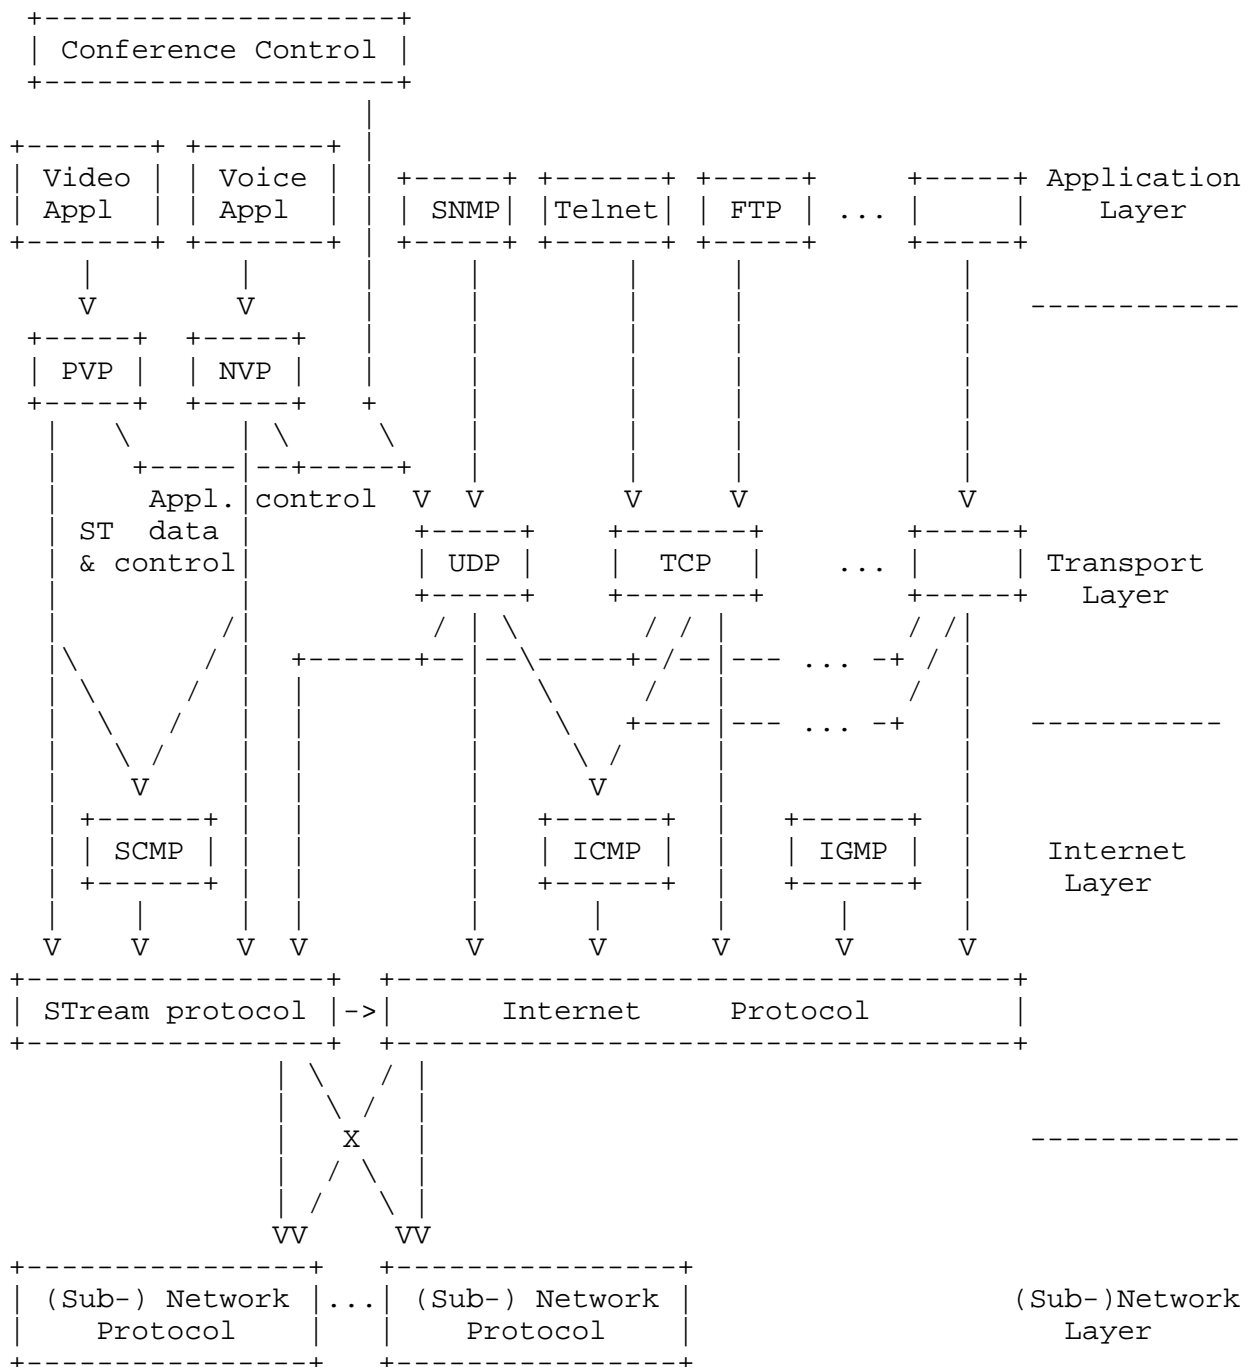 Conference Control
Video Voice Application
Appl Appl SNMP Telnet FTP ... Layer
PVP NVP
Appl. control
ST data
& control UDP TCP ... Transport
Layer
...
...
SCMP ICMP IGMP Internet
Layer
STream protocol -> Internet Protocol
X
(Sub-) Network ... (Sub-) Network (Sub-)Network
Protocol Protocol Layer